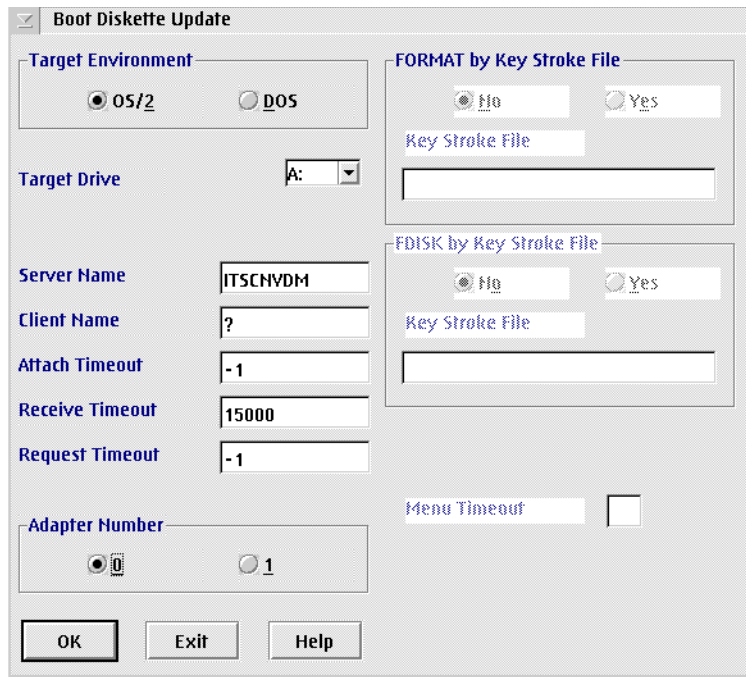 Boot Diskette Update
Target Environment
OS/2 DOS
Target Drive A:
Server Name ITSCNVDM
Client Name ?
Attach Timeout -1
Receive Timeout 15000
Request Timeout -1
Adapter Number
0 1
OK Exit Help
FORMAT by Key Stroke File
No Yes
Key Stroke File
FDISK by Key Stroke File
No Yes
Key Stroke File
Menu Timeout